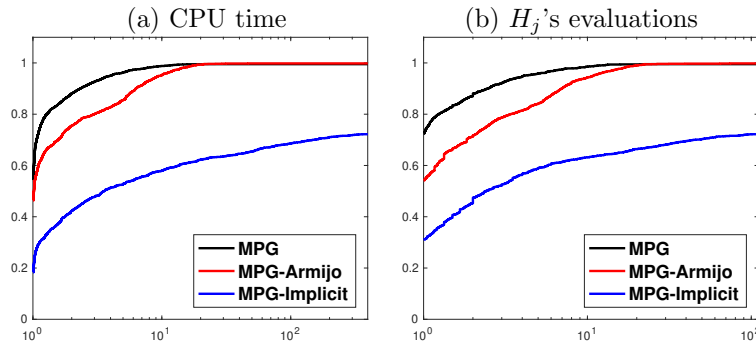 (a) CPU time
(b) $H_j$'s evaluations
1
0.8
0.6
0.4
0.2
0
10^0
10^1
10^2
MPG
MPG-Armijo
MPG-Implicit
1
0.8
0.6
0.4
0.2
0
10^0
10^1
10^2
MPG
MPG-Armijo
MPG-Implicit